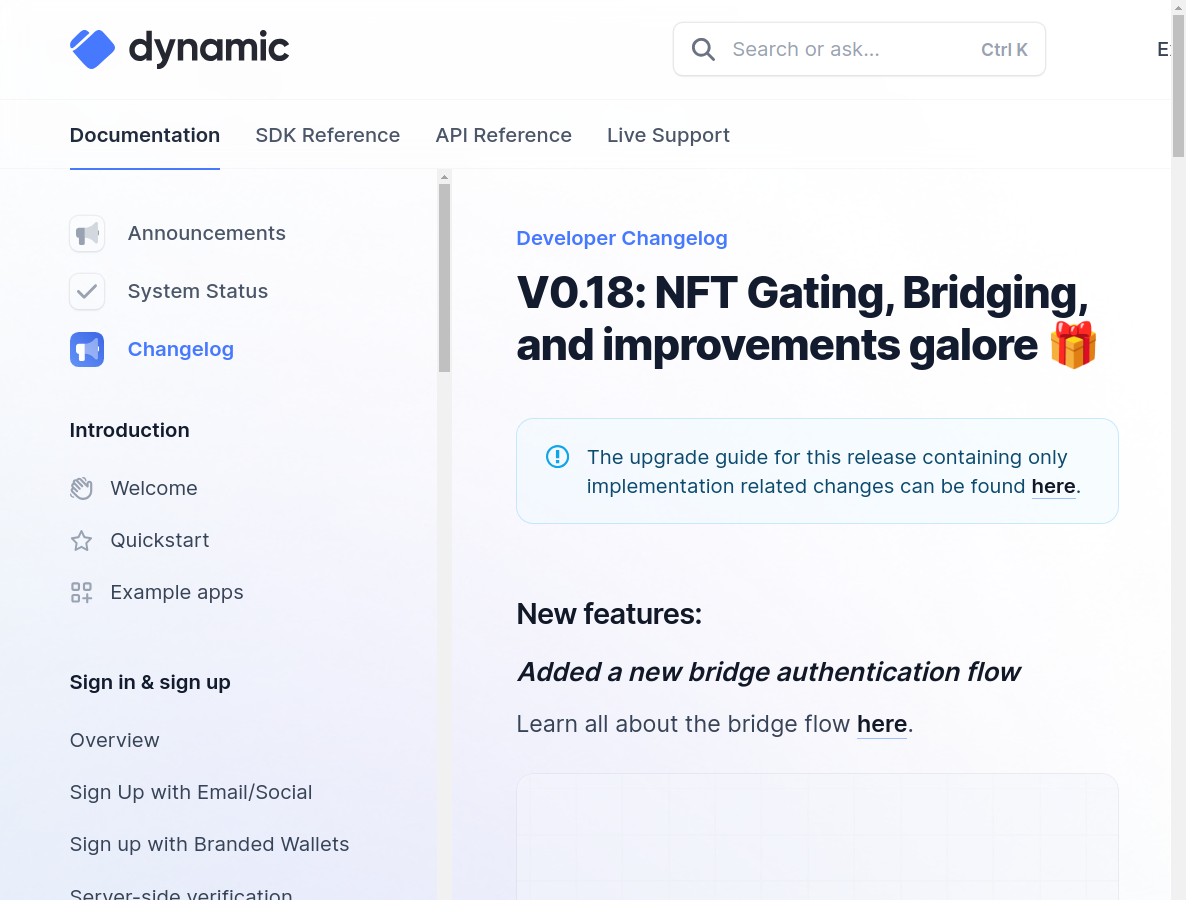 dynamic
Search or ask...
Ctrl K
Documentation
SDK Reference
API Reference
Live Support
Announcements
System Status
Changelog
Introduction
Welcome
Quickstart
Example apps
Sign in & sign up
Overview
Sign Up with Email/Social
Sign up with Branded Wallets
Server-side verification
Developer Changelog
V0.18: NFT Gating, Bridging,
and improvements galore 🎁
The upgrade guide for this release containing only
implementation related changes can be found here.
New features:
Added a new bridge authentication flow
Learn all about the bridge flow here.